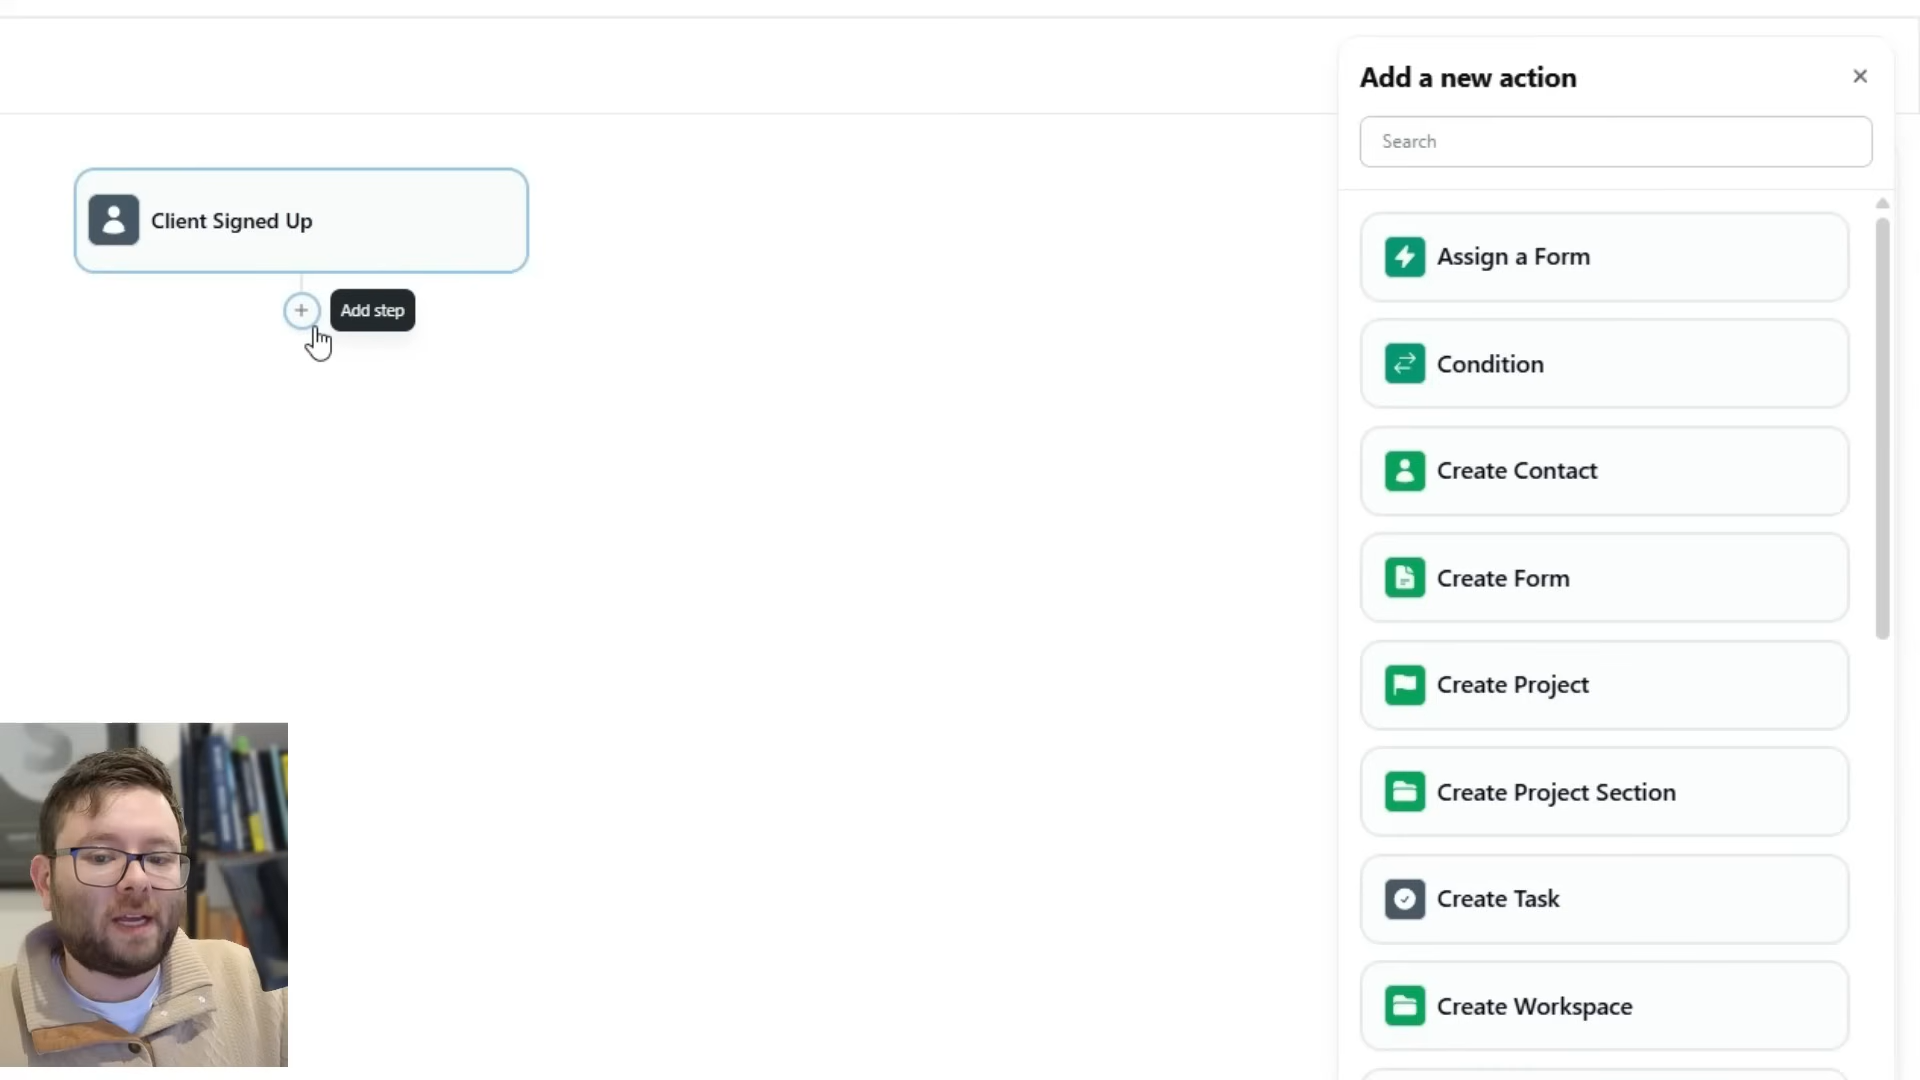 Add a new action
Search
Client Signed Up
Add step
Assign a Form
Condition
Create Contact
Create Form
Create Project
Create Project Section
Create Task
Create Workspace